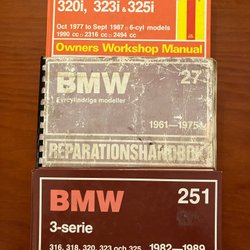 320i, 323i & 325i
Oct 1977 to Sept 1987 :: 6-cyl models
1990 cc :: 2316 cc :: 2494 cc
Owners Workshop Manual
BMW 27
Fyrcylindriga modeller
1961–1975
REPARATIONSHANDBOK
BMW 251
3-serie
316, 318, 320, 323 och 325 1982–1989